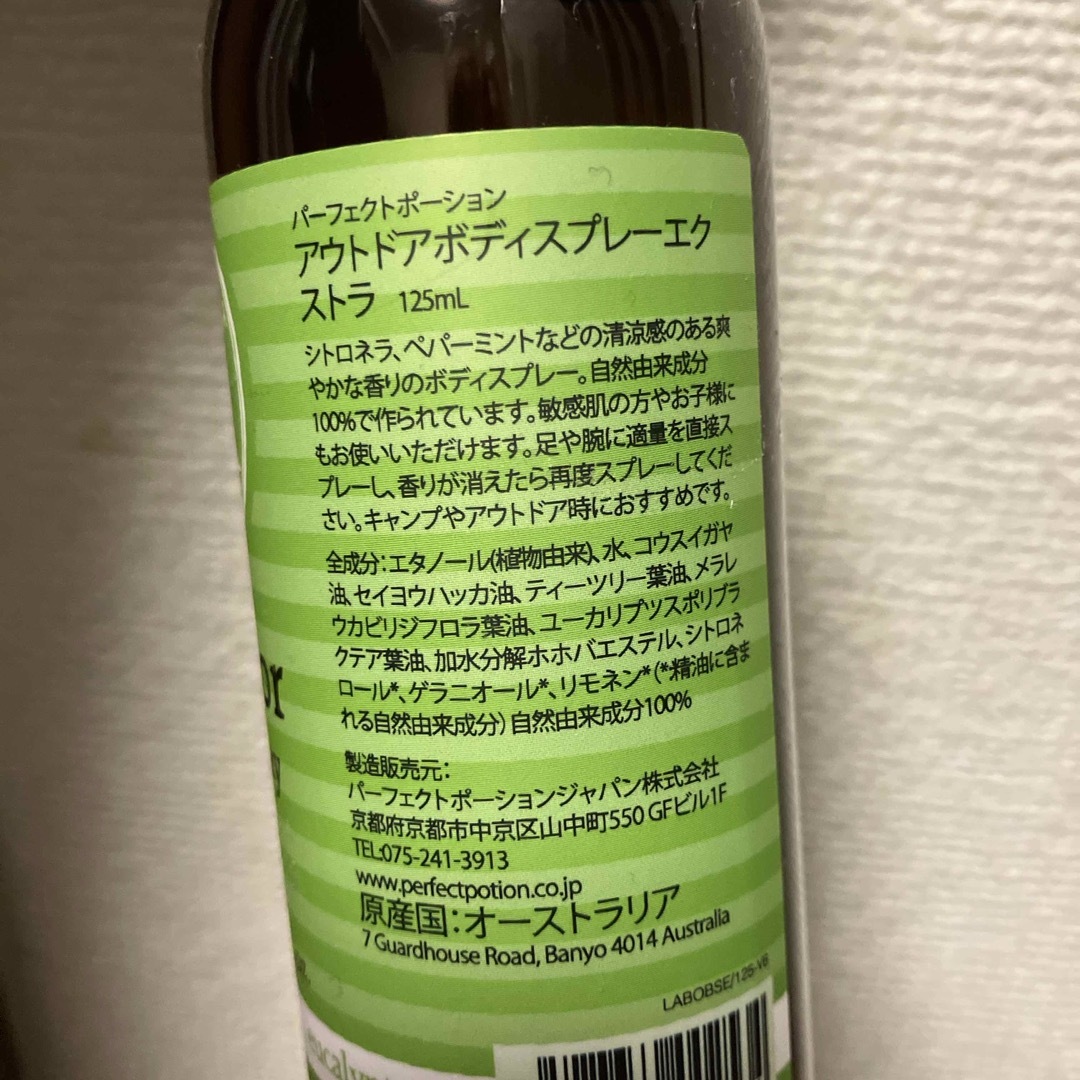 パーフェクトポーション
アウトドアボディスプレーエク
ストラ 125mL
シトロネラ、ペパーミントなどの清涼感のある爽
やかな香りのボディスプレー。自然由来成分
100%で作られています。敏感肌の方やお子様に
もお使いいただけます。足や腕に適量を直接ス
プレーし、香りが消えたら再度スプレーしてくだ
さい。キャンプやアウトドア時におすすめです。
全成分：エタノール(植物由来)、水、コウスイガヤ
油、セイヨウハッカ油、ティーツリー葉油、メラレ
ウカビリジフロラ葉油、ユーカリプツスポリブラ
クテア葉油、加水分解ホホバエステル、シトロネ
ロール*、ゲラニオール*、リモネン*（*精油に含ま
れる自然由来成分）自然由来成分100%
製造販売元：
パーフェクトポーションジャパン株式会社
京都府京都市中京区山中町550 GFビル1F
TEL:075-241-3913
www.perfectpotion.co.jp
原産国：オーストラリア
7 Guardhouse Road, Banyo 4014 Australia
LABOBSE/125-V6